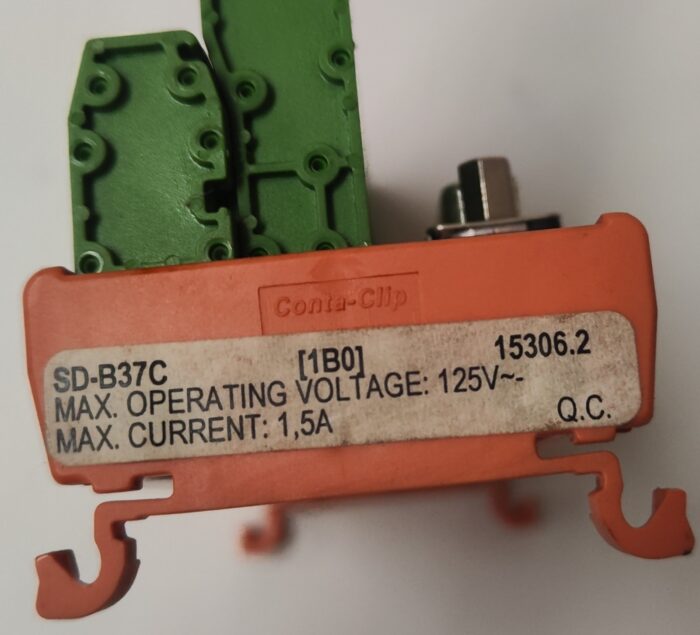 Conta-Clip
SD-B37C [1B0] 15306.2
MAX. OPERATING VOLTAGE: 125V~-
MAX. CURRENT: 1,5A Q.C.